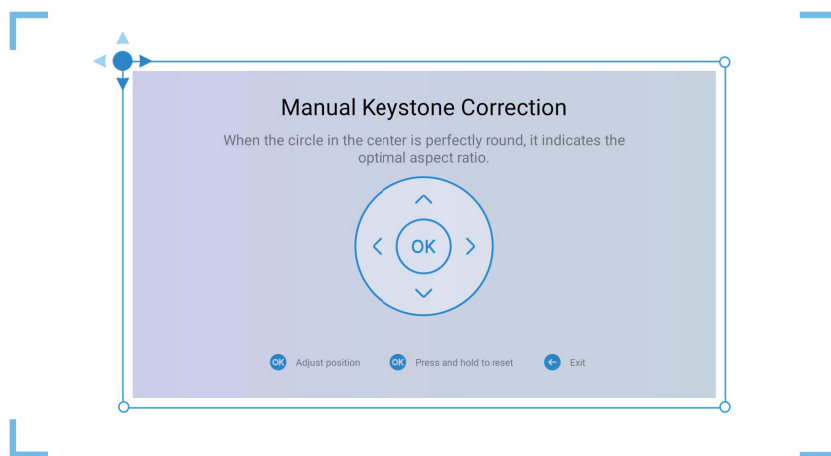 Manual Keystone Correction
When the circle in the center is perfectly round, it indicates the
optimal aspect ratio.
OK
OK Adjust position OK Press and hold to reset Exit